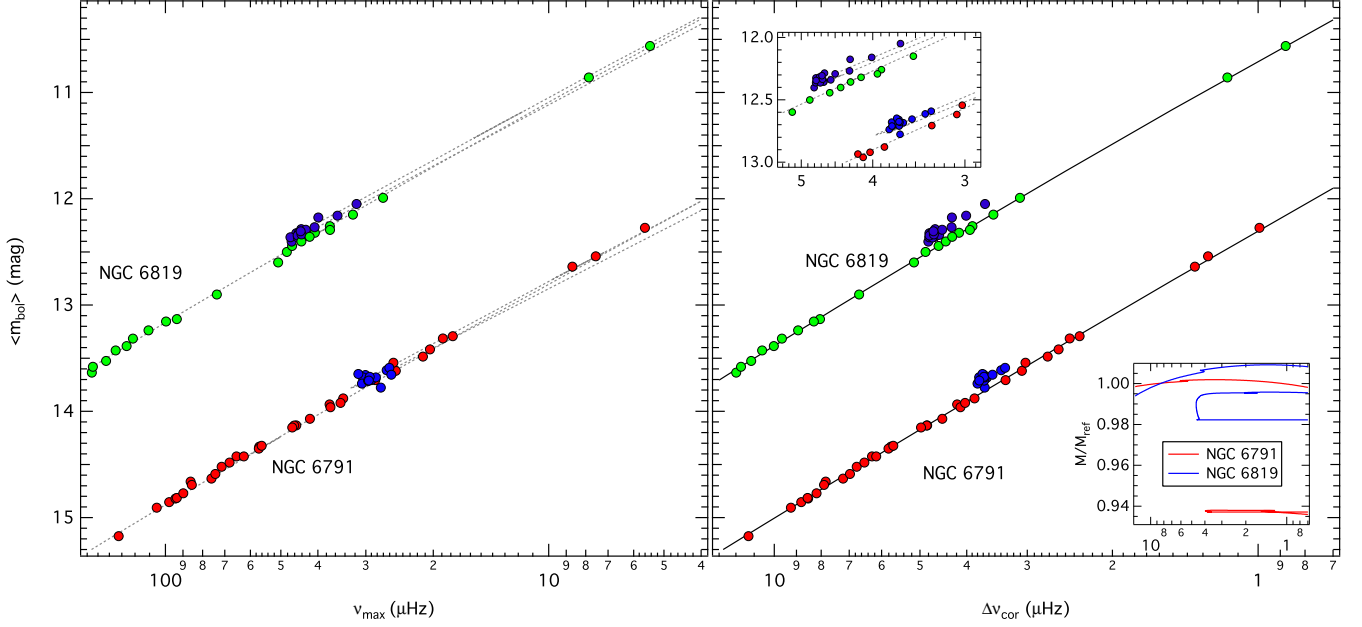 <m_bol> (mag)
11
12
13
14
15
NGC 6819
NGC 6791
100
9 8 7 6 5 4 3 2
10
9 8 7 6 5 4
ν_max (μHz)
12.0
12.5
13.0
5 4 3
NGC 6819
NGC 6791
M/M_ref
1.00
0.98
0.96
0.94
NGC 6791
NGC 6819
10 8 6 4 2 1 8
10
9 8 7 6 5 4 3 2
1
9 8 7
Δν_cor (μHz)